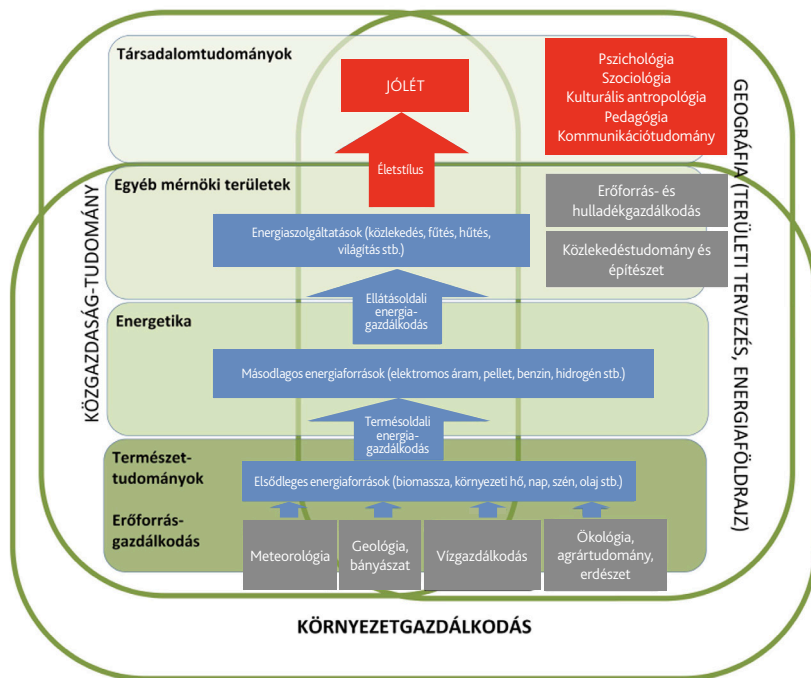 Társadalomtudományok
JÓLÉT
Pszichológia
Szociológia
Kulturális antropológia
Pedagógia
Kommunikációtudomány
Életstílus
Egyéb mérnöki területek
Erőforrás- és
hulladékgazdálkodás
Energiaszolgáltatások (közlekedés, fűtés, hűtés,
világítás stb.)
Közlekedéstudomány és
építészet
Ellátásoldali
energia-
gazdálkodás
Energetika
Másodlagos energiaforrások (elektromos áram, pellet, benzin, hidrogén stb.)
Termésoldali
energia-
gazdálkodás
Természet-
tudományok
Elsődleges energiaforrások (biomassza, környezeti hő, nap, szén, olaj stb.)
Erőforrás-
gazdálkodás
Meteorológia
Geológia,
bányászat
Vízgazdálkodás
Ökológia,
agrártudomány,
erdészet
KÖZGAZDASÁG-TUDOMÁNY
GEOGRÁFIA (TERÜLETI TERVEZÉS, ENERGIAFÖLDRAJZ)
KÖRNYEZETGAZDÁLKODÁS